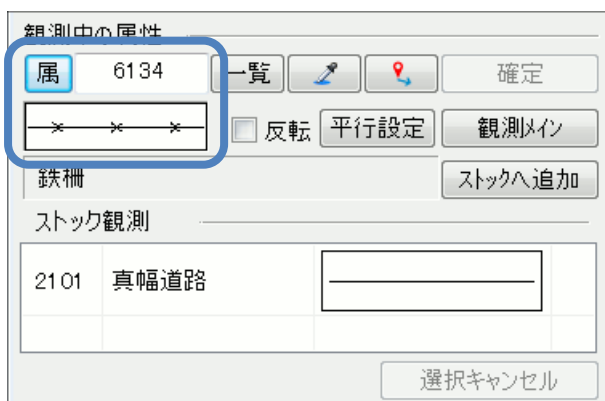 観測中の属性
属 6134 一覧 確定
反転 平行設定 観測メイン
鉄柵 ストックへ追加
ストック観測
2101 真幅道路
選択キャンセル